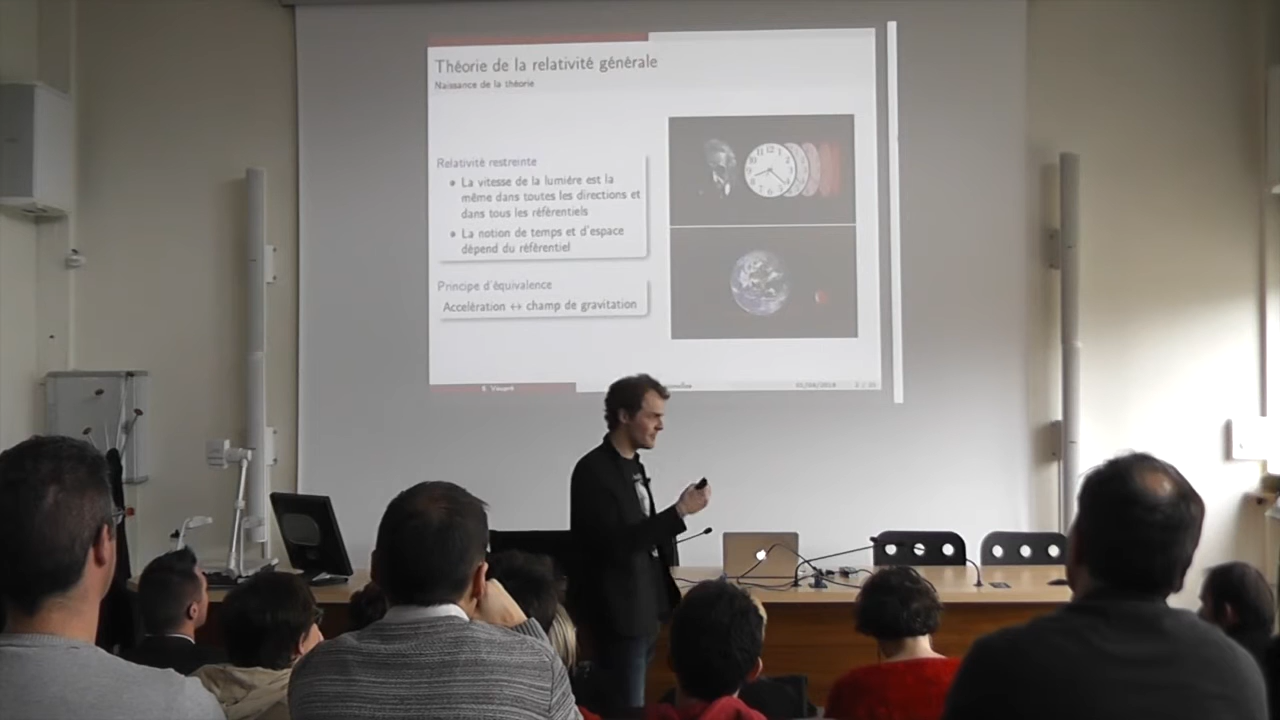 Théorie de la relativité générale
Naissance de la théorie
Relativité restreinte
• La vitesse de la lumière est la
même dans toutes les directions et
dans tous les référentiels
• La notion de temps et d'espace
dépend du référentiel
Principe d'équivalence
Accelération ↔ champ de gravitation